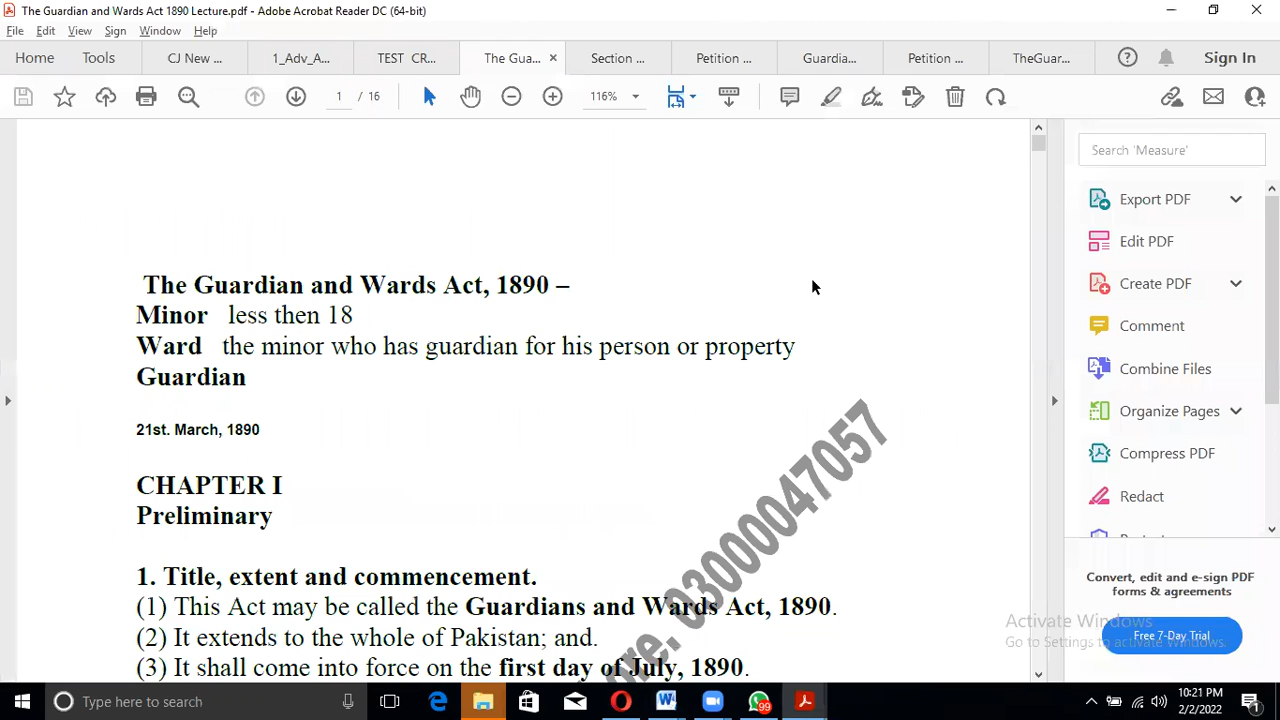 The Guardian and Wards Act 1890 Lecture.pdf - Adobe Acrobat Reader DC (64-bit)
File Edit View Sign Window Help
Home Tools CJ New ... 1_Adv_A... TEST CR... The Gua... Section ... Petition ... Guardia... Petition ... TheGuar... Sign In
1 / 16 116%
Search 'Measure'
Export PDF
Edit PDF
Create PDF
Comment
Combine Files
Organize Pages
Compress PDF
Redact
Convert, edit and e-sign PDF
forms & agreements
Free 7-Day Trial
Activate Windows
Go to Settings to activate Windows.
The Guardian and Wards Act, 1890 –
Minor less then 18
Ward the minor who has guardian for his person or property
Guardian
21st. March, 1890
CHAPTER I
Preliminary
1. Title, extent and commencement.
(1) This Act may be called the Guardians and Wards Act, 1890.
(2) It extends to the whole of Pakistan; and.
(3) It shall come into force on the first day of July, 1890.
03000047057
Type here to search
99
10:21 PM
2/2/2022
1